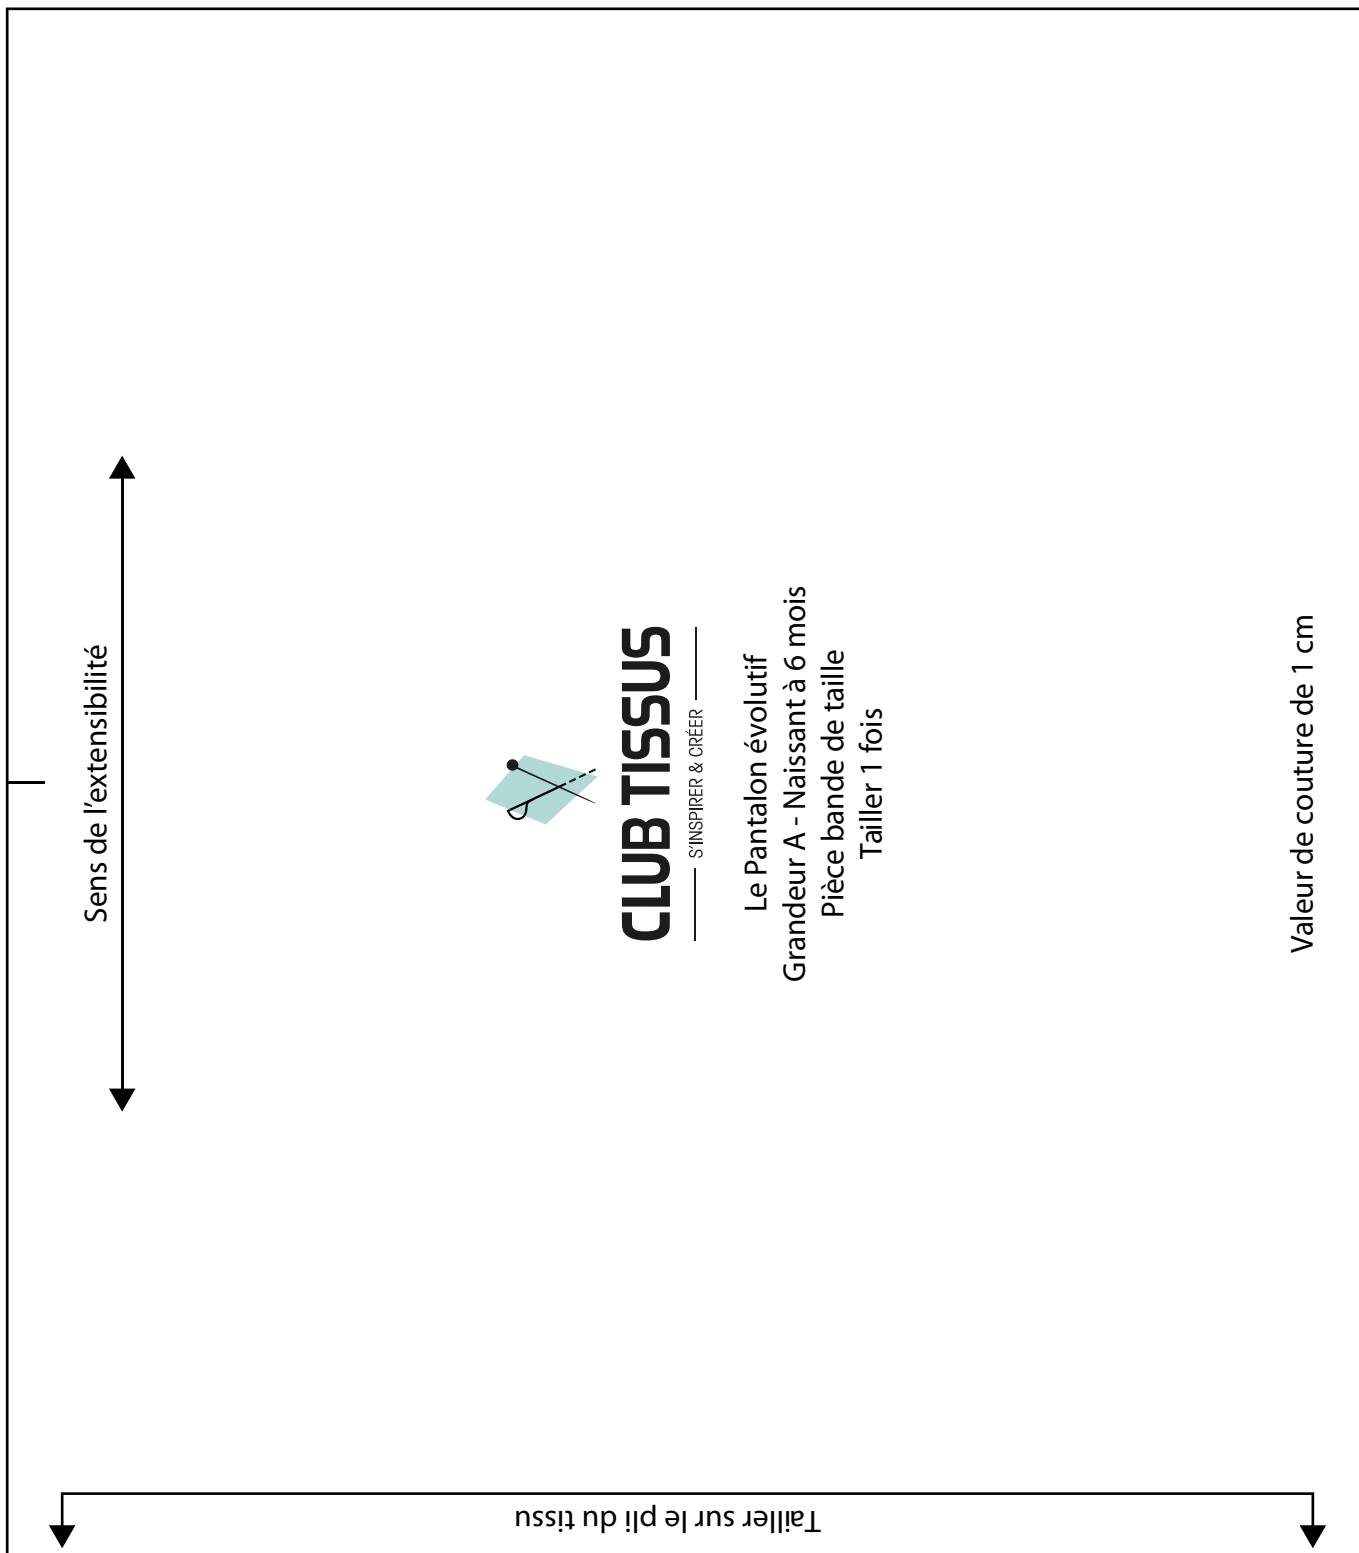 Sens de l'extensibilité
CLUB TISSUS
S'INSPIRER & CRÉER
Le Pantalon évolutif
Grandeur A - Naissant à 6 mois
Pièce bande de taille
Tailler 1 fois
Valeur de couture de 1 cm
Tailler sur le pli du tissu